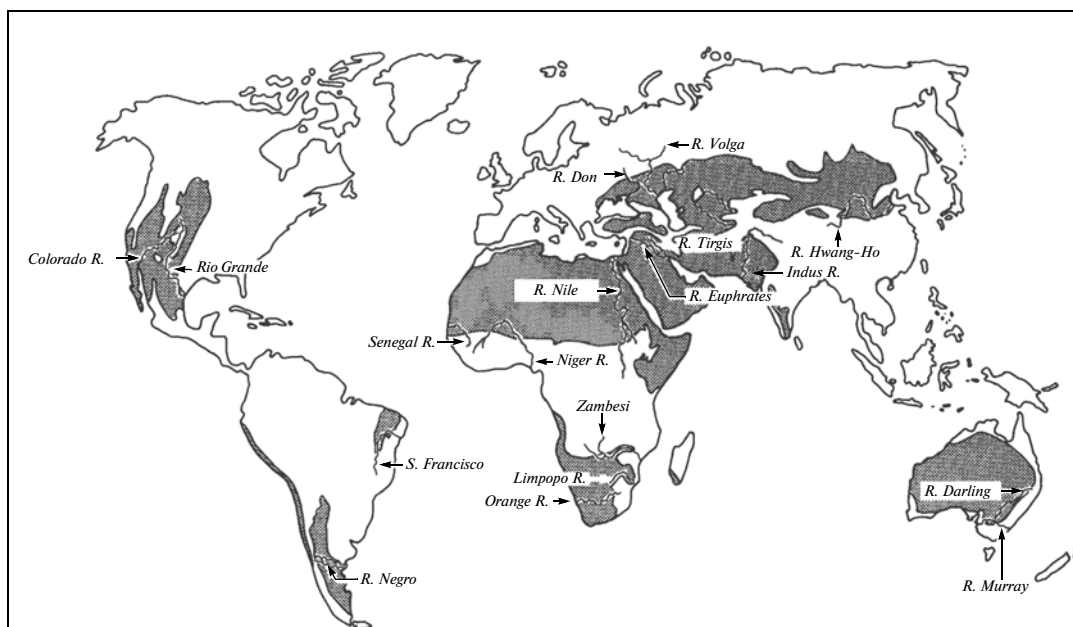 R. Volga
R. Don
Colorado R.
Rio Grande
R. Tirgis
R. Hwang-Ho
Indus R.
R. Nile
R. Euphrates
Senegal R.
Niger R.
Zambesi
S. Francisco
Limpopo R.
Orange R.
R. Darling
R. Negro
R. Murray